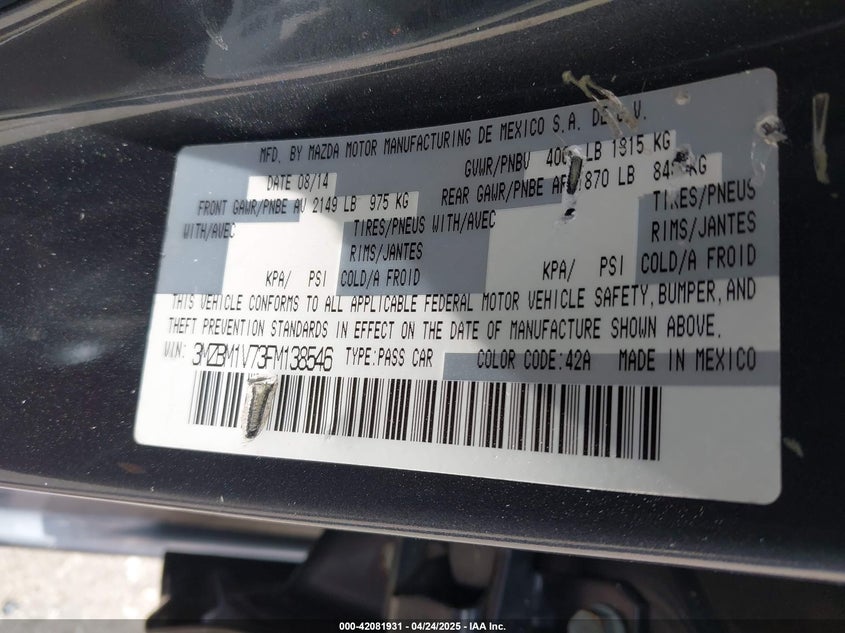 MFD. BY MAZDA MOTOR MANUFACTURING DE MEXICO S.A. DE C.V.
DATE 08/14 GVWR/PNBV LB 1815 KG
FRONT GAWR/PNBE AV 2149 LB 975 KG REAR GAWR/PNBE LB KG
WITH/AVEC TIRES/PNEUS WITH/AVEC TIRES/PNEUS
RIMS/JANTES RIMS/JANTES
KPA/ PSI COLD/A FROID KPA/ PSI COLD/A FROID
THIS VEHICLE CONFORMS TO ALL APPLICABLE FEDERAL MOTOR VEHICLE SAFETY, BUMPER, AND
THEFT PREVENTION STANDARDS IN EFFECT ON THE DATE OF MANUFACTURE SHOWN ABOVE.
VIN: 3MZBM1V73FM138546 TYPE:PASS CAR COLOR CODE:42A MADE IN MEXICO
000-42081931 - 04/24/2025 - IAA Inc.